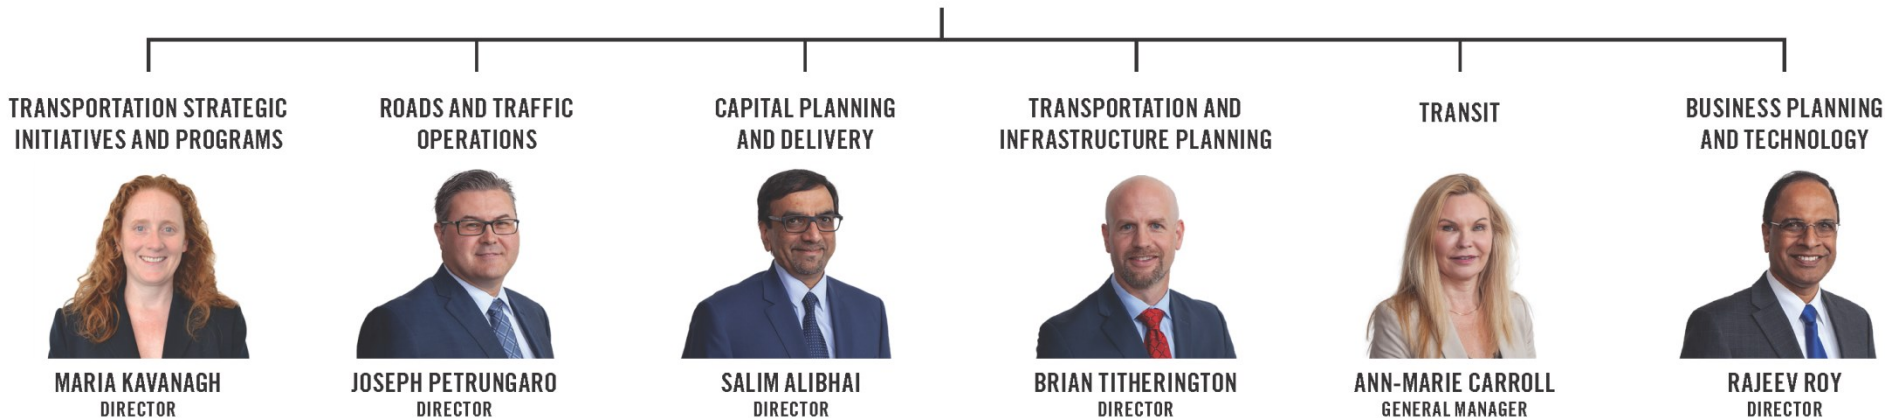 TRANSPORTATION STRATEGIC
INITIATIVES AND PROGRAMS
MARIA KAVANAGH
DIRECTOR
ROADS AND TRAFFIC
OPERATIONS
JOSEPH PETRUNGARO
DIRECTOR
CAPITAL PLANNING
AND DELIVERY
SALIM ALIBHAI
DIRECTOR
TRANSPORTATION AND
INFRASTRUCTURE PLANNING
BRIAN TITHERINGTON
DIRECTOR
TRANSIT
ANN-MARIE CARROLL
GENERAL MANAGER
BUSINESS PLANNING
AND TECHNOLOGY
RAJEEV ROY
DIRECTOR